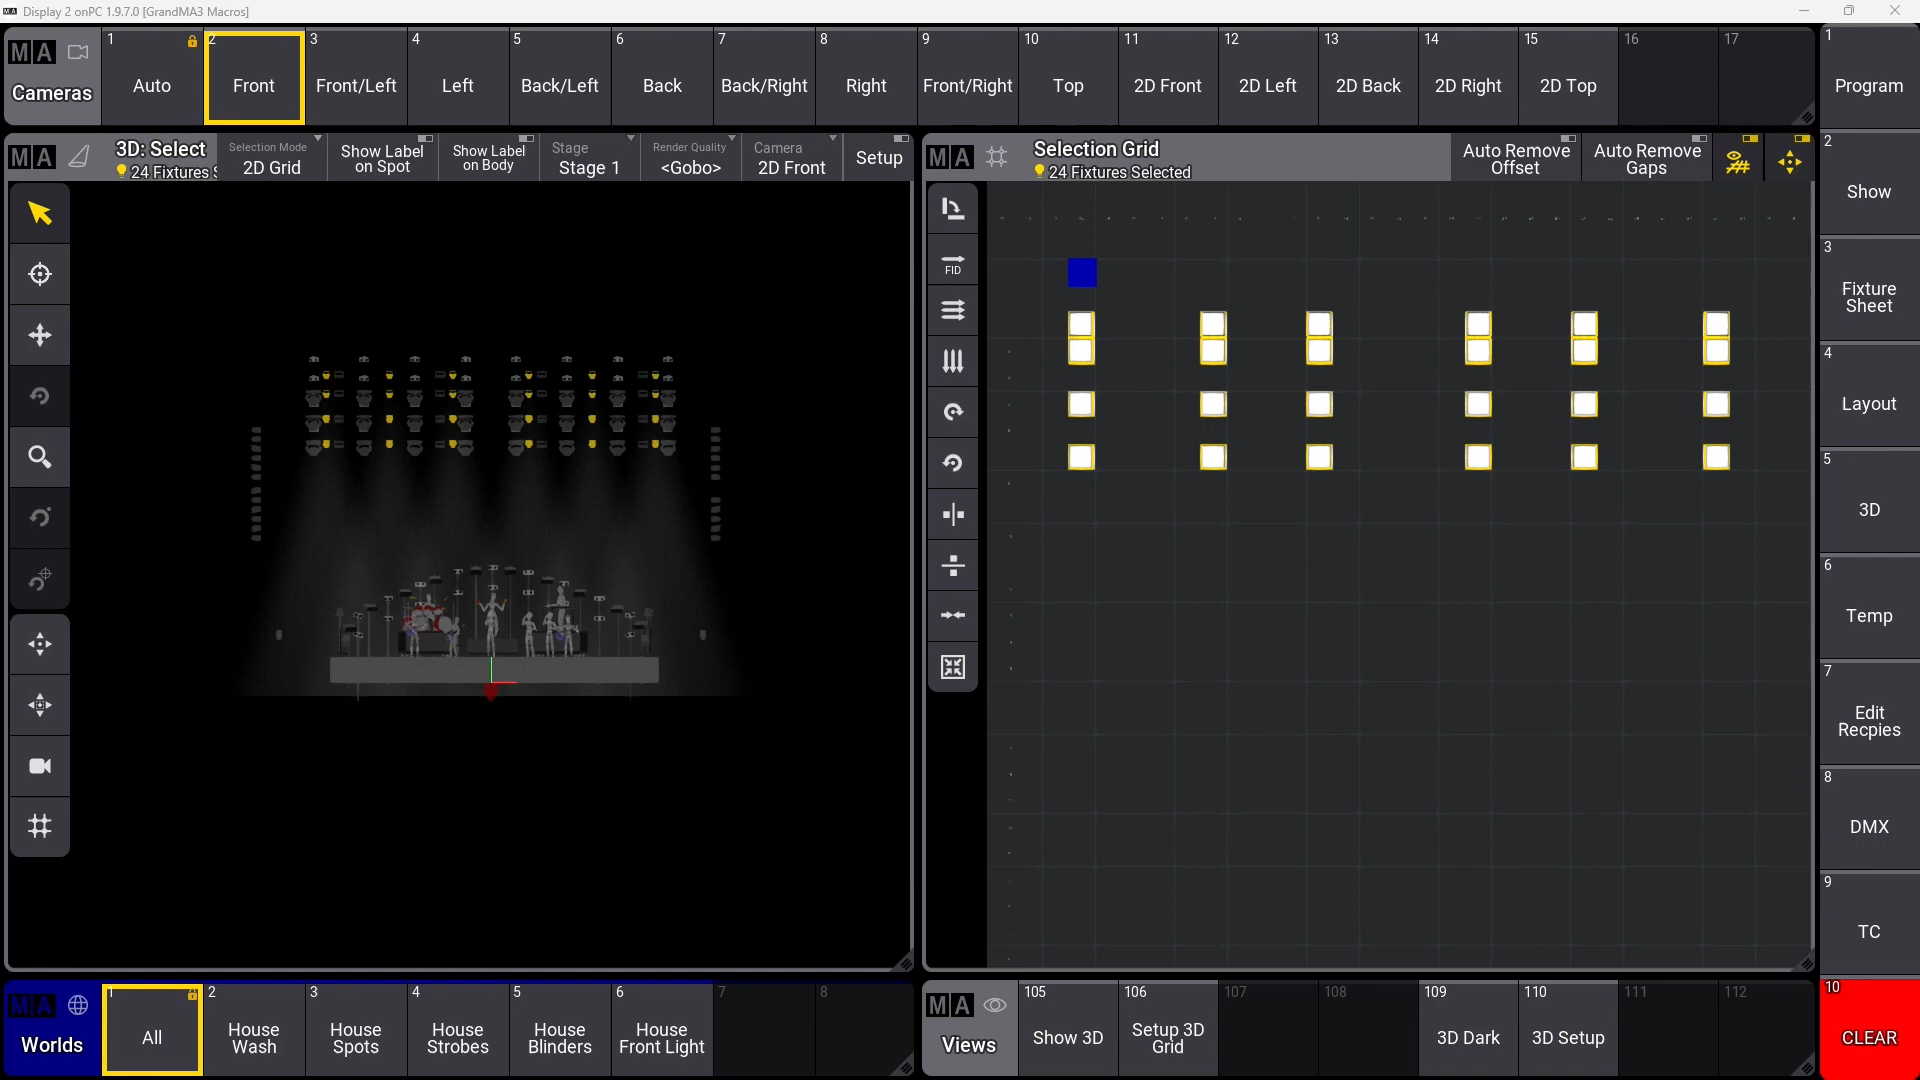 Display 2 onPC 1.9.7.0 [GrandMA3 Macros]
MA
Cameras
1 Auto
2 Front
3 Front/Left
4 Left
5 Back/Left
6 Back
7 Back/Right
8 Right
9 Front/Right
10 Top
11 2D Front
12 2D Left
13 2D Back
14 2D Right
15 2D Top
16
17
1 Program
MA
3D: Select
24 Fixtures S
Selection Mode
2D Grid
Show Label
on Spot
Show Label
on Body
Stage
Stage 1
Render Quality
<Gobo>
Camera
2D Front
Setup
MA
Selection Grid
24 Fixtures Selected
Auto Remove
Offset
Auto Remove
Gaps
FID
2 Show
3 Fixture
Sheet
4 Layout
5 3D
6 Temp
7 Edit
Recpies
8 DMX
9 TC
10 CLEAR
MA
Worlds
1 All
2 House
Wash
3 House
Spots
4 House
Strobes
5 House
Blinders
6 House
Front Light
7
8
MA
Views
105 Show 3D
106 Setup 3D
Grid
107
108
109 3D Dark
110 3D Setup
111
112